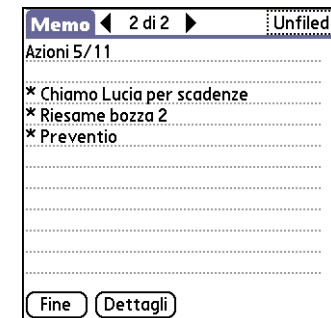 Memo 2 di 2 Unfiled
Azioni 5/11
* Chiamo Lucia per scadenze
* Riesame bozza 2
* Preventio
Fine Dettagli